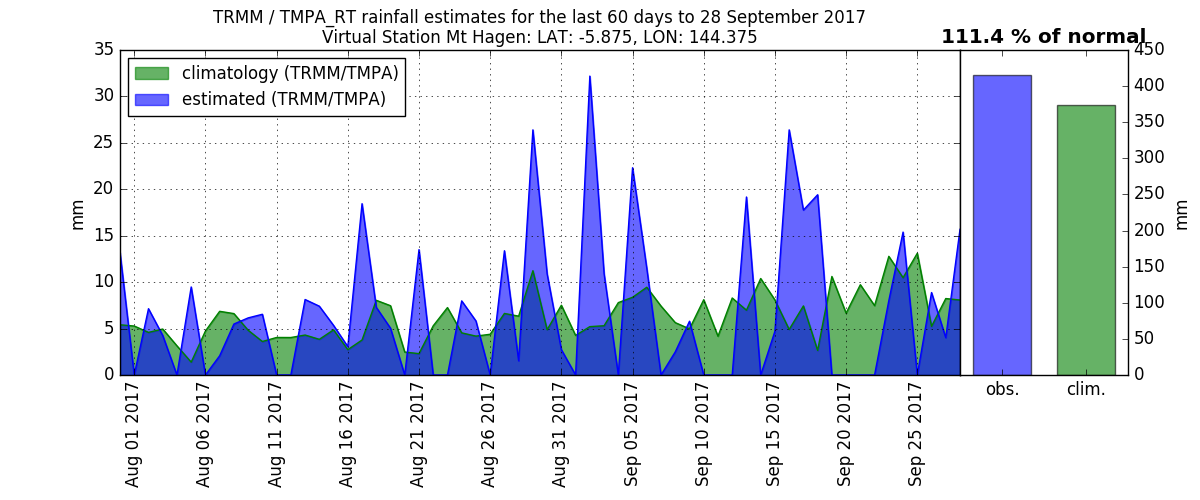 TRMM / TMPA_RT rainfall estimates for the last 60 days to 28 September 2017
Virtual Station Mt Hagen: LAT: -5.875, LON: 144.375
111.4 % of normal
climatology (TRMM/TMPA)
estimated (TRMM/TMPA)
mm
35
30
25
20
15
10
5
0
Aug 01 2017
Aug 06 2017
Aug 11 2017
Aug 16 2017
Aug 21 2017
Aug 26 2017
Aug 31 2017
Sep 05 2017
Sep 10 2017
Sep 15 2017
Sep 20 2017
Sep 25 2017
obs.
clim.
450
400
350
300
250
200
150
100
50
0
mm